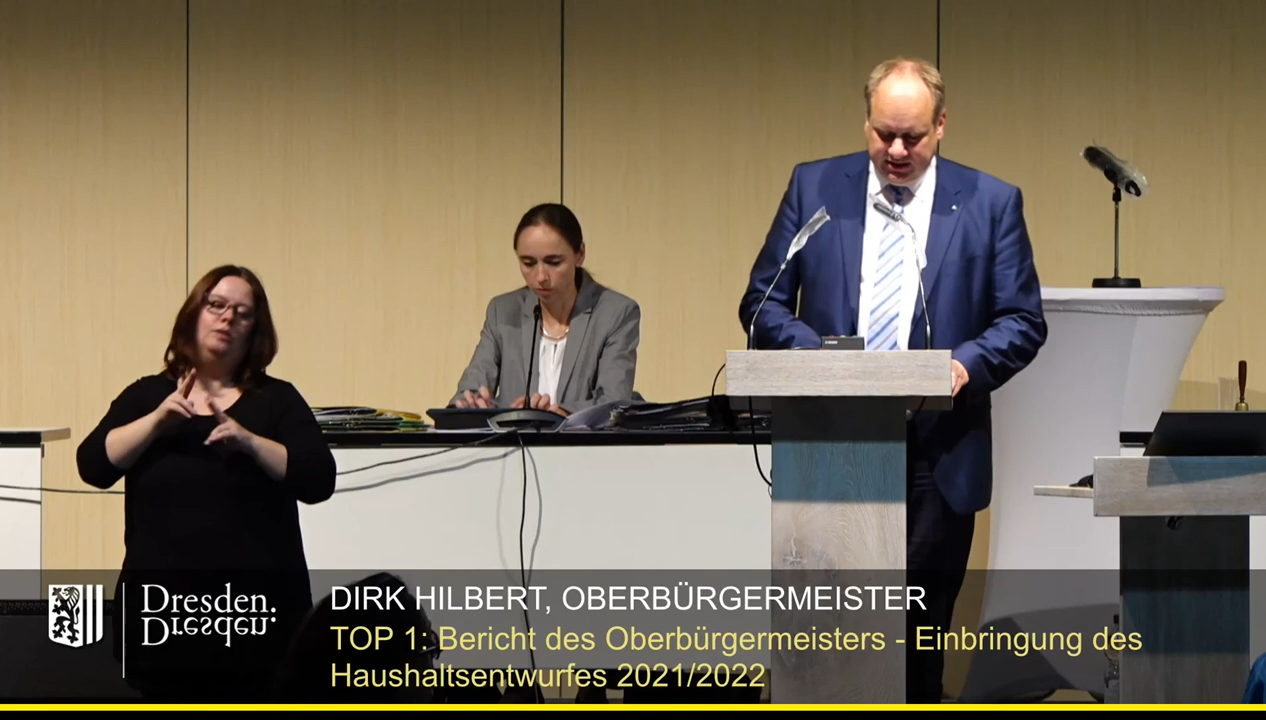 Dresden.
Dresden.
DIRK HILBERT, OBERBÜRGERMEISTER
TOP 1: Bericht des Oberbürgermeisters - Einbringung des
Haushaltsentwurfes 2021/2022